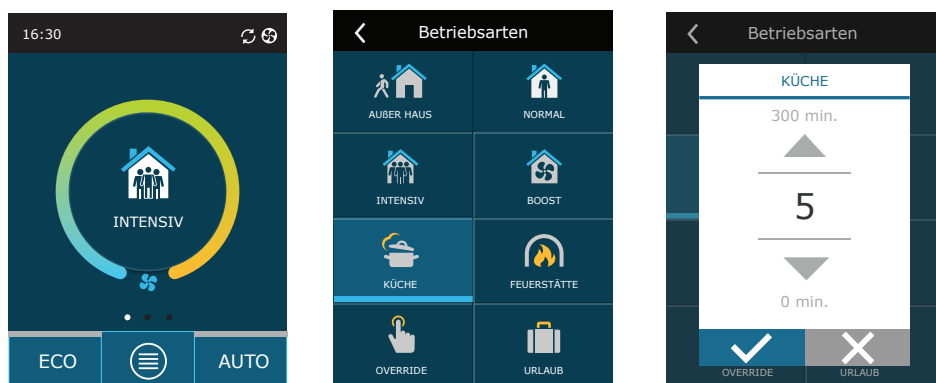 16:30
INTENSIV
ECO
AUTO
Betriebsarten
AUßER HAUS
NORMAL
INTENSIV
BOOST
KÜCHE
FEUERSTÄTTE
OVERRIDE
URLAUB
Betriebsarten
KÜCHE
300 min.
5
0 min.
OVERRIDE
URLAUB